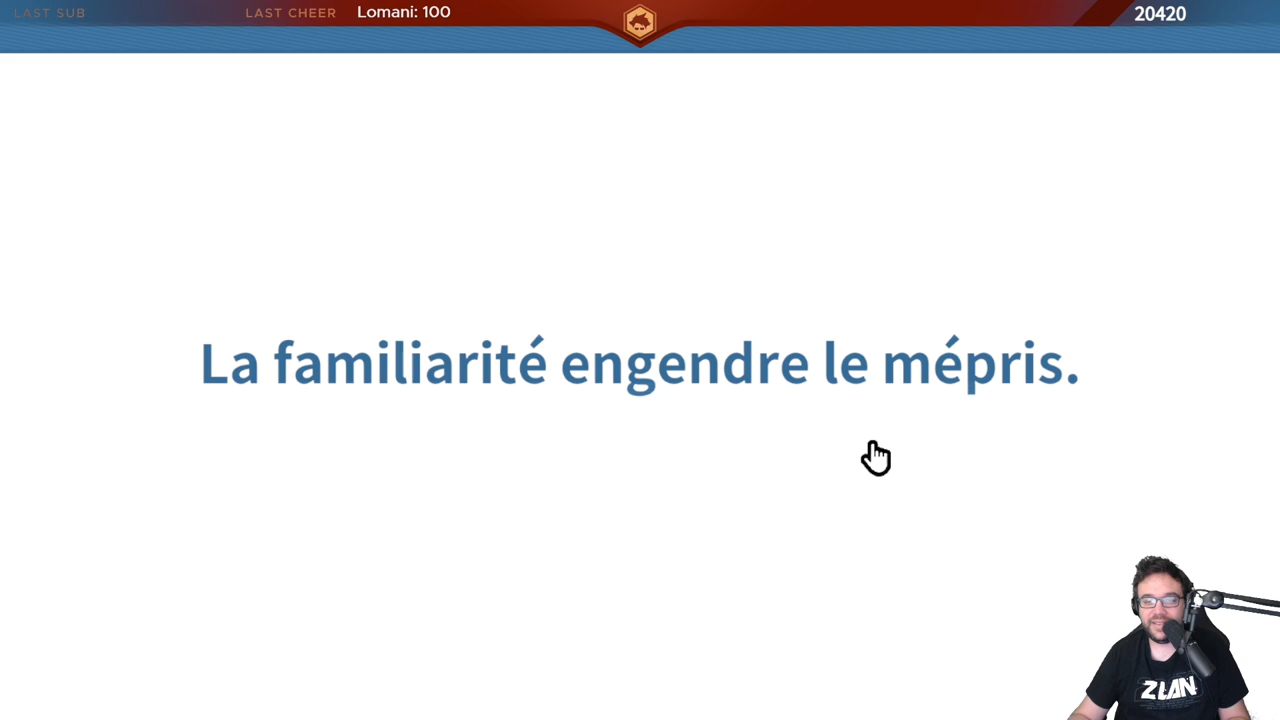 LAST SUB
LAST CHEER Lomani: 100
20420
La familiarité engendre le mépris.
ZLAN